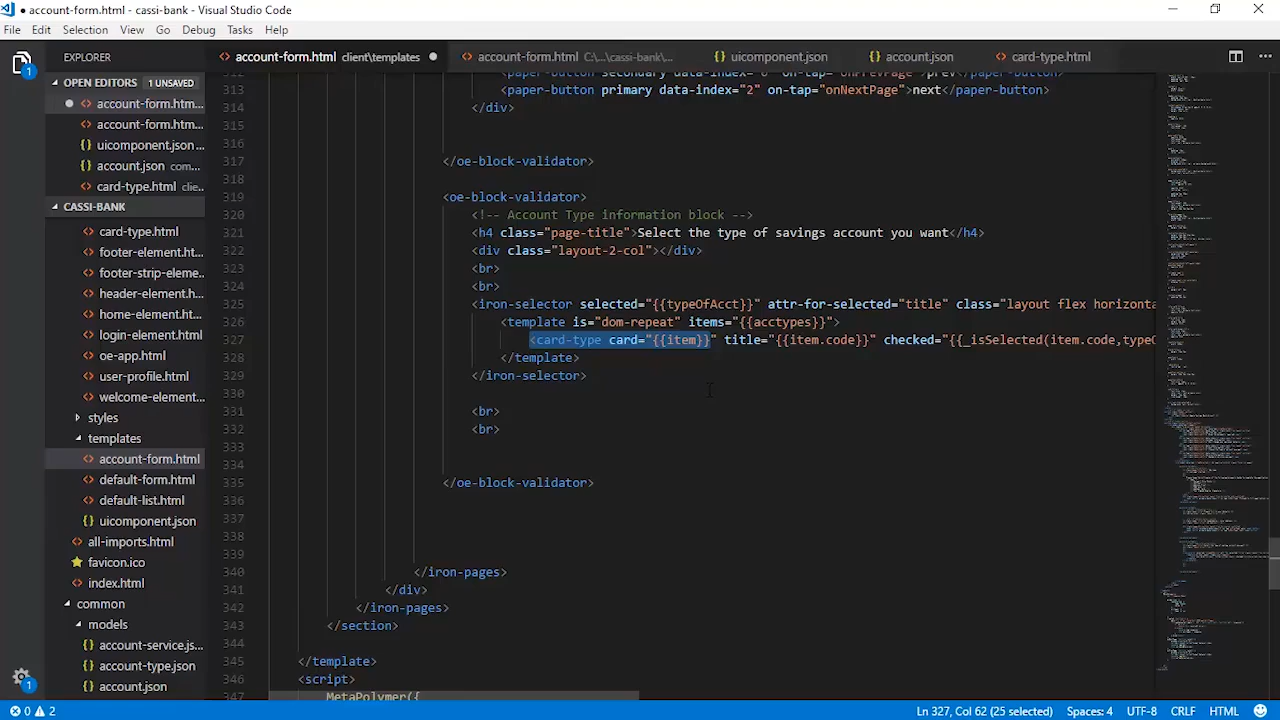 ● account-form.html - cassi-bank - Visual Studio Code
File Edit Selection View Go Debug Tasks Help
EXPLORER
account-form.html client\templates ●
account-form.html C:\...\cassi-bank\...
uicomponent.json
account.json
card-type.html
OPEN EDITORS 1 UNSAVED
account-form.htm...
account-form.htm...
uicomponent.json...
account.json com...
card-type.html clie...
CASSI-BANK
card-type.html
footer-element.h...
footer-strip-eleme...
header-element.h...
home-element.ht...
login-element.html
oe-app.html
user-profile.html
welcome-element...
styles
templates
account-form.html
default-form.html
default-list.html
uicomponent.json
all-imports.html
favicon.co
index.html
common
models
account-service.js...
account-type.json
account.json
313 <paper-button primary data-index="2" on-tap="onNextPage">next</paper-button>
314 </div>
315
316
317 </oe-block-validator>
318
319 <oe-block-validator>
320 <!-- Account Type information block -->
321 <h4 class="page-title">Select the type of savings account you want</h4>
322 <div class="layout-2-col"></div>
323 <br>
324 <br>
325 <iron-selector selected="{{typeOfAcct}}" attr-for-selected="title" class="layout flex horizonta
326 <template is="dom-repeat" items="{{acctypes}}">
327 <card-type card="{{item}}" title="{{item.code}}" checked="{{_isSelected(item.code,typeO
328 </template>
329 </iron-selector>
330
331 <br>
332 <br>
333
334
335 </oe-block-validator>
336
337
338
339
340 </iron-pages>
341 </div>
342 </iron-pages>
343 </section>
344
345 </template>
346 <script>
347 MetaPolymer({
0 2 Ln 327, Col 62 (25 selected) Spaces: 4 UTF-8 CRLF HTML